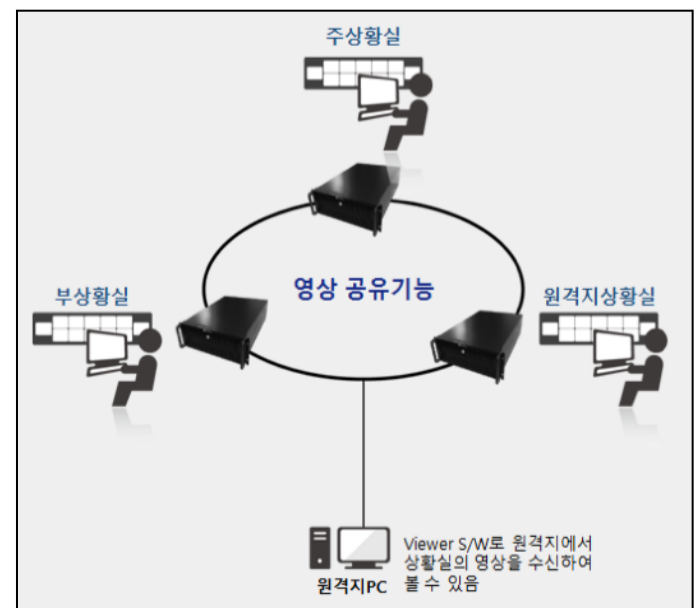 주상황실
영상 공유기능
부상황실
원격지상황실
Viewer S/W로 원격지에서
상황실의 영상을 수신하여
볼 수 있음
원격지PC